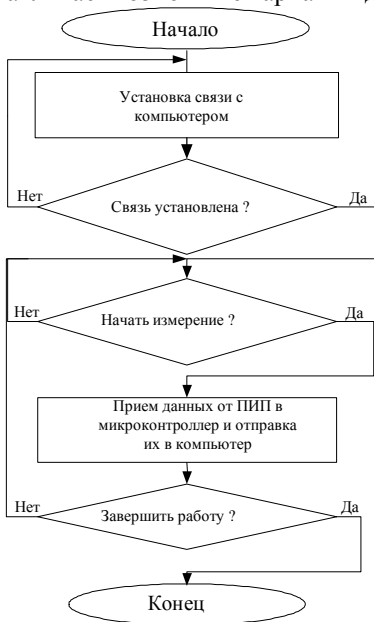 Начало
Установка связи с
компьютером
Нет
Связь установлена ?
Да
Нет
Начать измерение ?
Да
Прием данных от ПИП в
микроконтроллер и отправка
их в компьютер
Нет
Завершить работу ?
Да
Конец